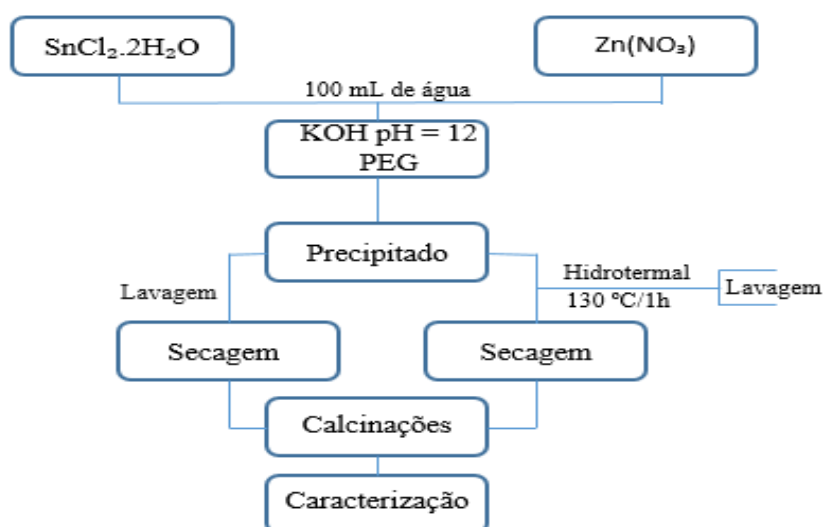 SnCl₂.2H₂O
Zn(NO₃)
100 mL de água
KOH pH = 12
PEG
Precipitado
Lavagem
Hidrotermal
130 ºC/1h
Lavagem
Secagem
Secagem
Calcinações
Caracterização